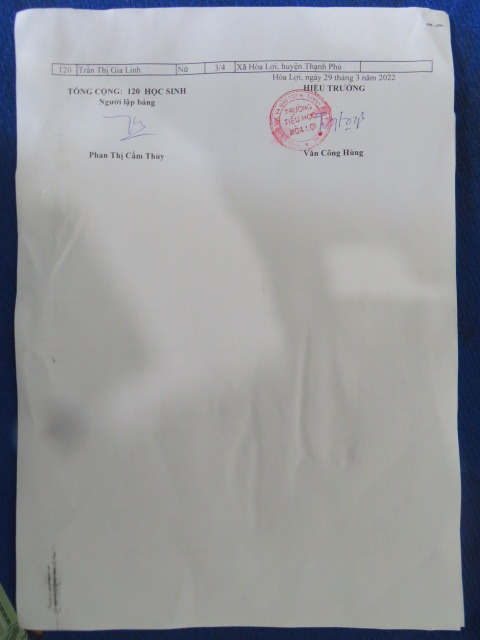 120 Trần Thị Gia Linh Nữ 3/4 Xã Hòa Lợi, huyện Thạnh Phú
Hòa Lợi, ngày 29 tháng 3 năm 2022
TỔNG CỘNG: 120 HỌC SINH
Người lập bảng
HIỆU TRƯỞNG
TRƯỜNG
TIỂU HỌC
HÒA LỢI
Phan Thị Cẩm Thúy
Văn Công Hùng